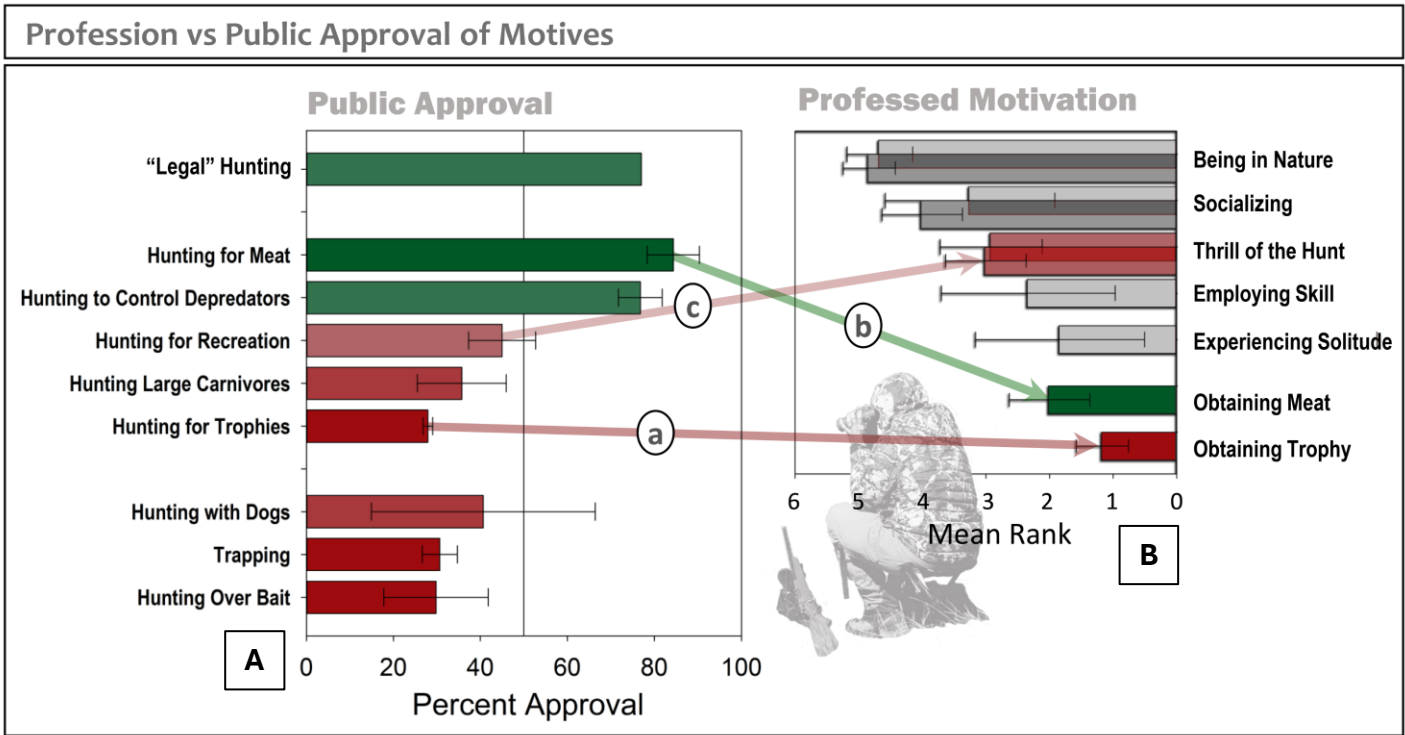 Profession vs Public Approval of Motives
Public Approval
“Legal” Hunting
Hunting for Meat
Hunting to Control Depredators
Hunting for Recreation
Hunting Large Carnivores
Hunting for Trophies
Hunting with Dogs
Trapping
Hunting Over Bait
A
0 20 40 60 80 100
Percent Approval
c
b
a
Professed Motivation
Being in Nature
Socializing
Thrill of the Hunt
Employing Skill
Experiencing Solitude
Obtaining Meat
Obtaining Trophy
6 5 4 3 2 1 0
Mean Rank
B